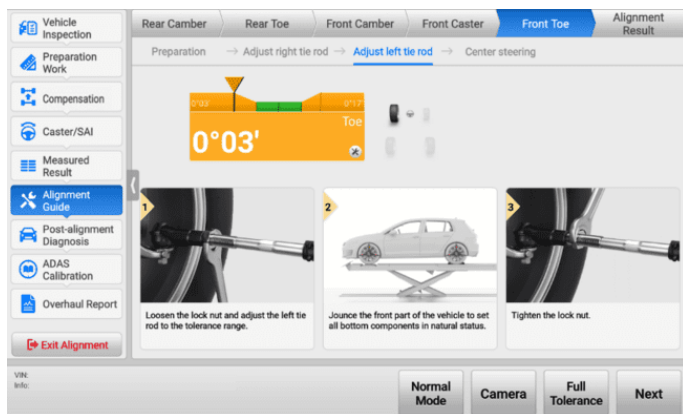 Vehicle
Inspection
Preparation
Work
Compensation
Caster/SAI
Measured
Result
Alignment
Guide
Post-alignment
Diagnosis
ADAS
Calibration
Overhaul Report
Exit Alignment
Rear Camber
Rear Toe
Front Camber
Front Caster
Front Toe
Alignment
Result
Preparation
Adjust right tie rod
Adjust left tie rod
Center steering
0°03'
0°17'
Toe
0°03'
1
Loosen the lock nut and adjust the left tie
rod to the tolerance range.
2
Jounce the front part of the vehicle to set
all bottom components in natural status.
3
Tighten the lock nut.
VIN:
Info:
Normal
Mode
Camera
Full
Tolerance
Next